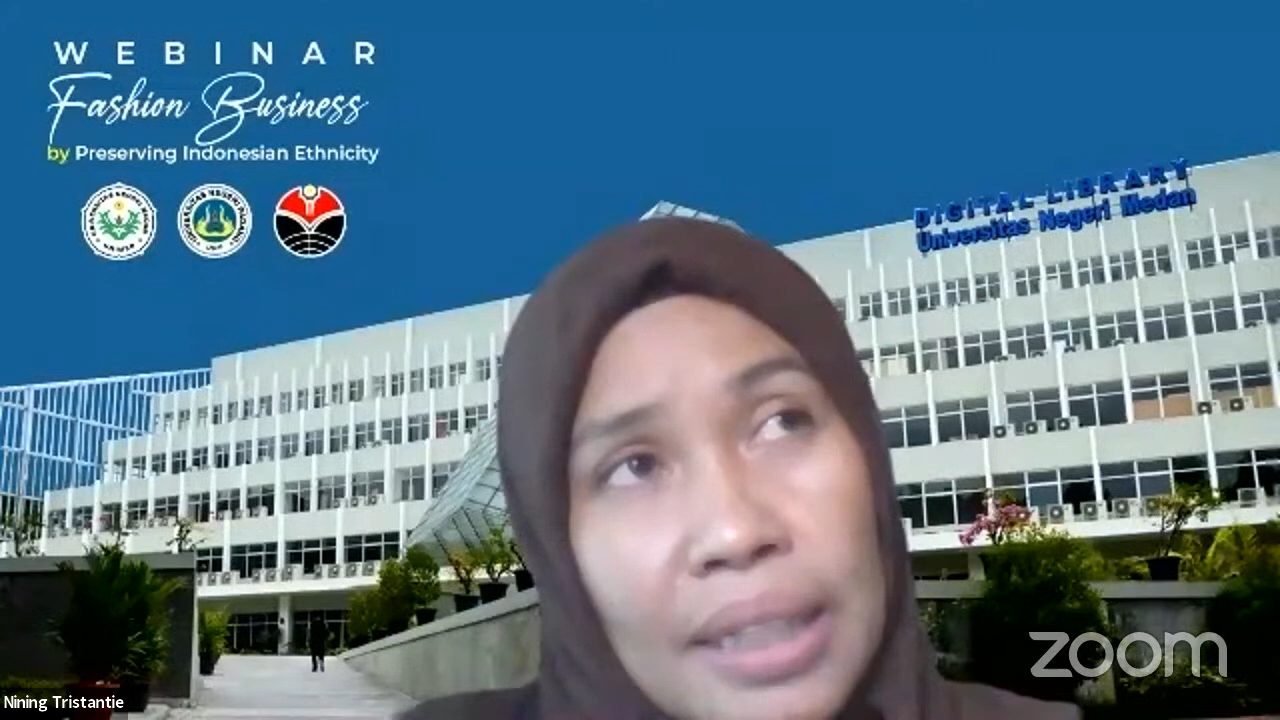 WEBINAR
Fashion Business
by Preserving Indonesian Ethnicity
DIGITAL LIBRARY
Universitas Negeri Medan
zoom
Nining Tristantie